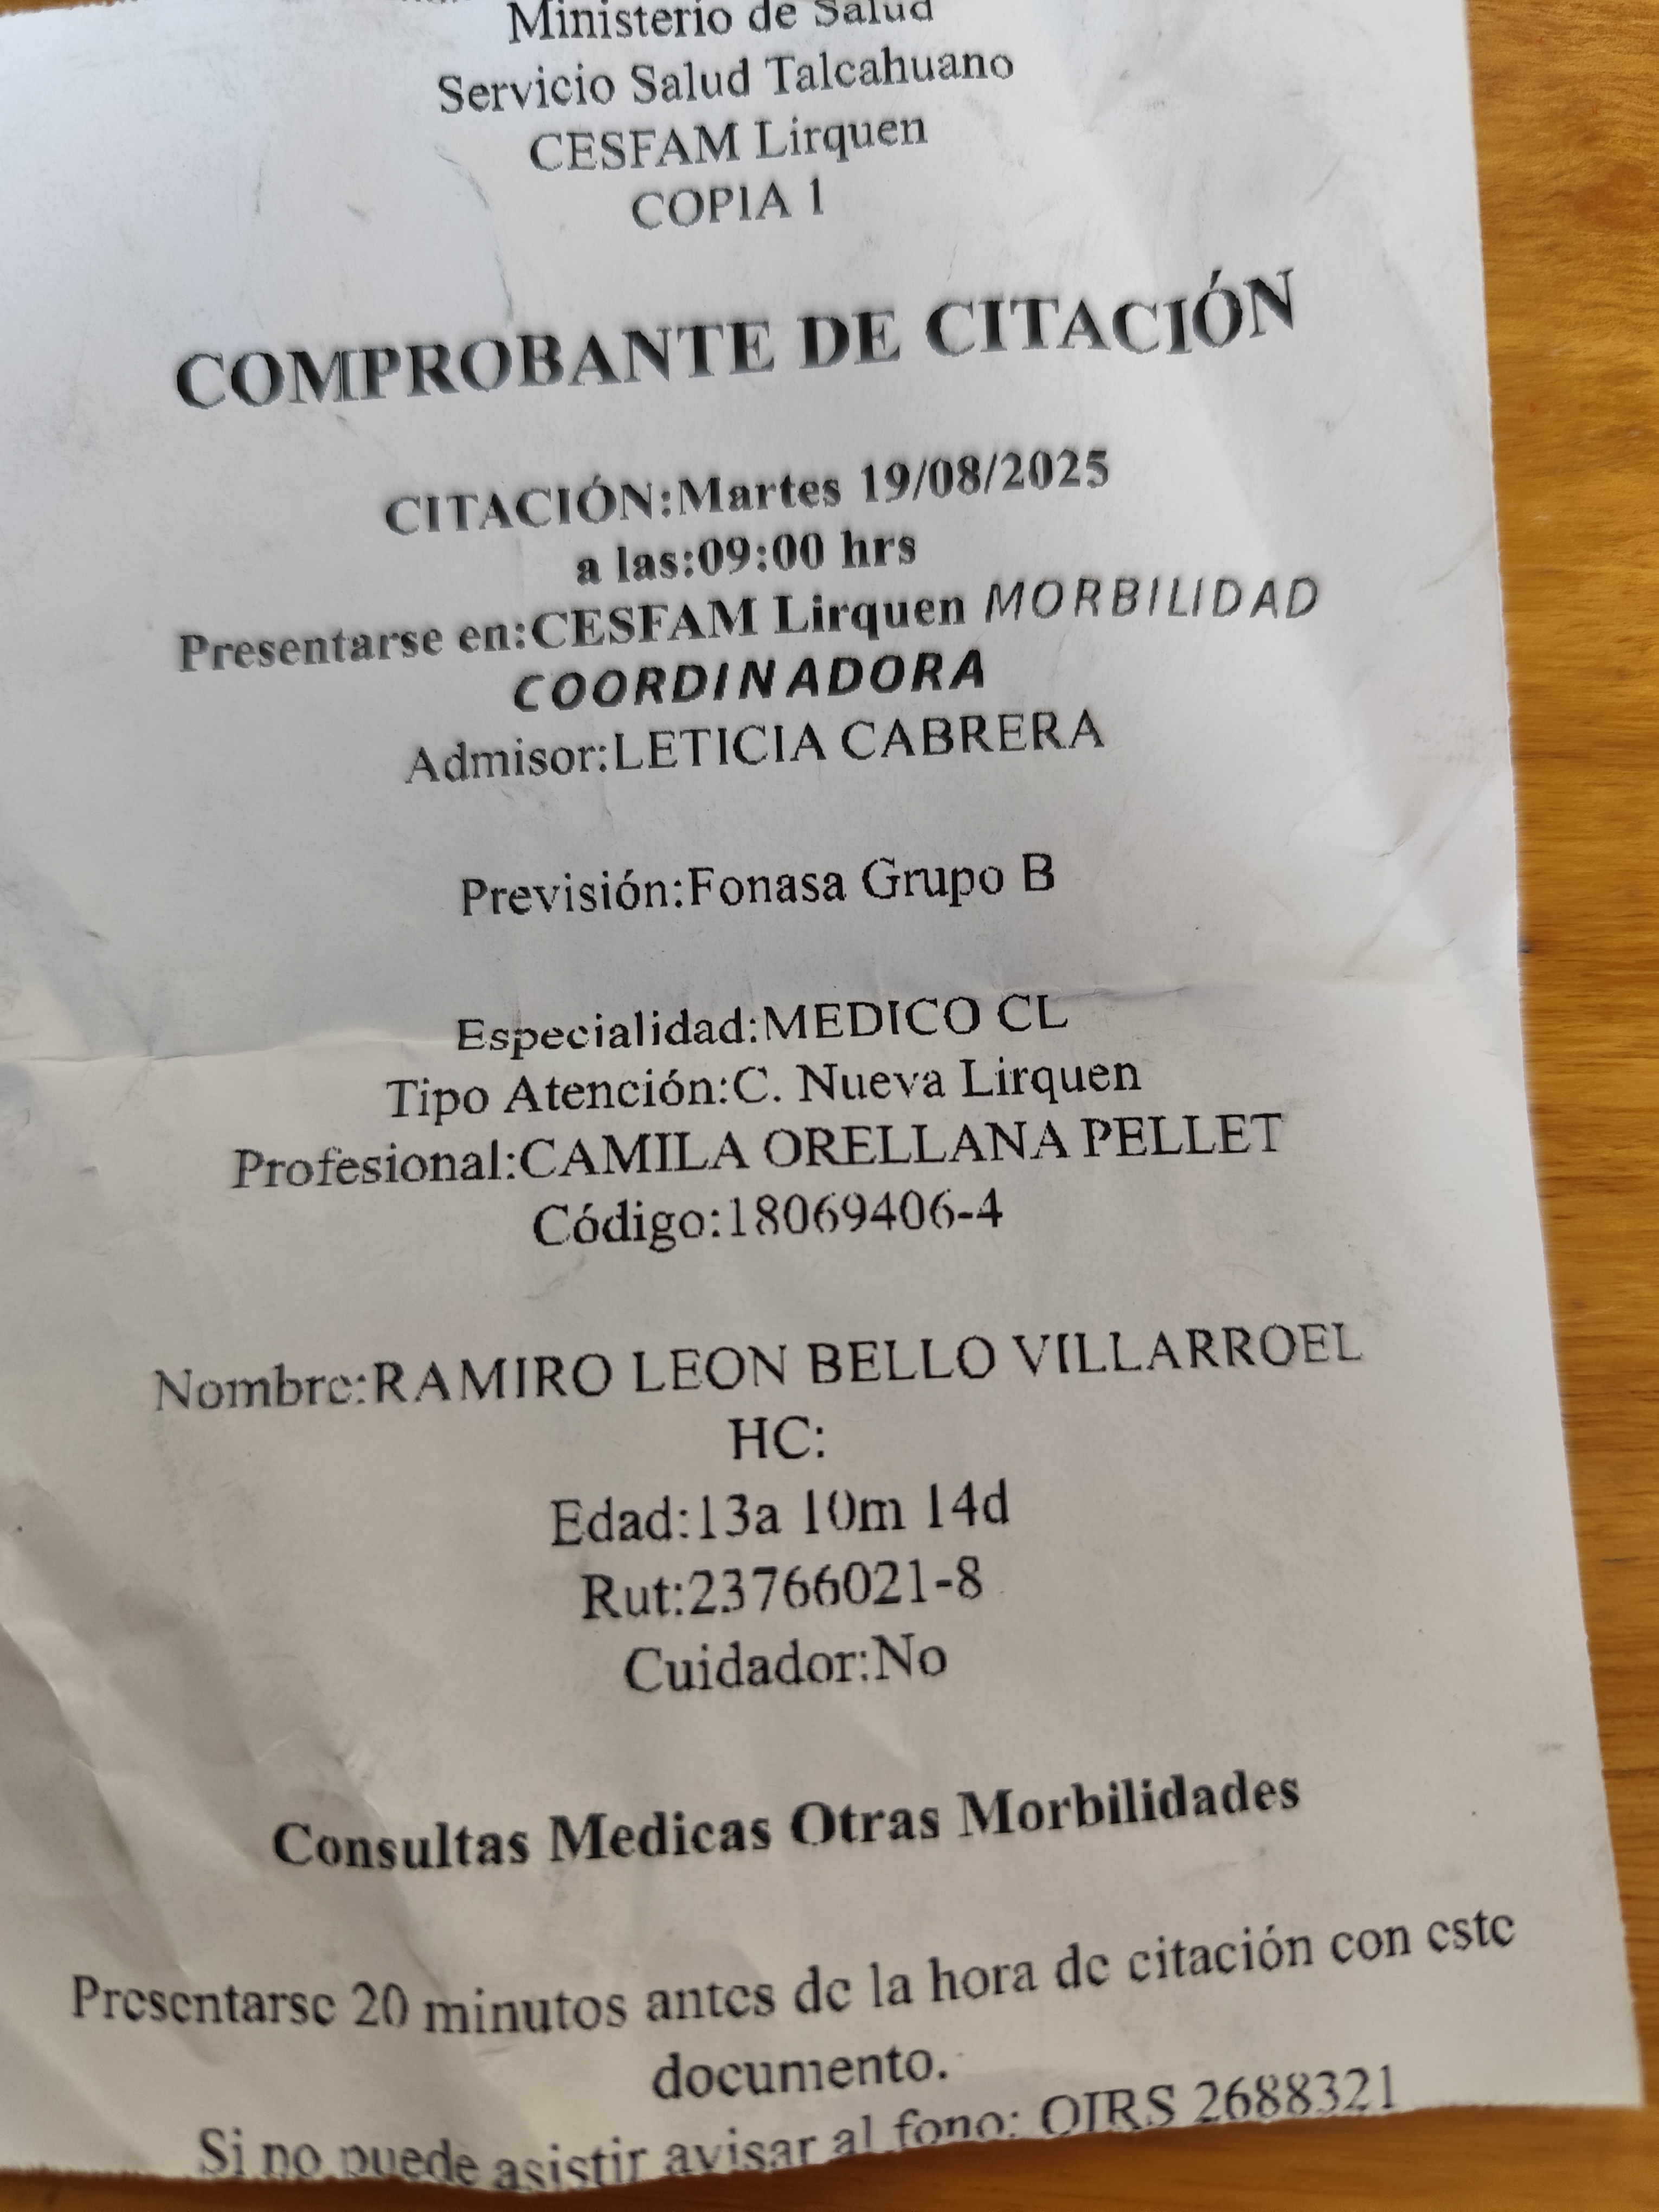 Ministerio de Salud
Servicio Salud Talcahuano
CESFAM Lirquen
COPIA 1
COMPROBANTE DE CITACIÓN
CITACIÓN:Martes 19/08/2025
a las:09:00 hrs
Presentarse en:CESFAM Lirquen MORBILIDAD
COORDINADORA
Admisor:LETICIA CABRERA
Previsión:Fonasa Grupo B
Especialidad:MEDICO CL
Tipo Atención:C. Nueva Lirquen
Profesional:CAMILA ORELLANA PELLET
Código:18069406-4
Nombre:RAMIRO LEON BELLO VILLARROEL
HC:
Edad:13a 10m 14d
Rut:23766021-8
Cuidador:No
Consultas Medicas Otras Morbilidades
Presentarse 20 minutos antes de la hora de citación con este
documento.
Si no puede asistir avisar al fono: OIRS 2688321